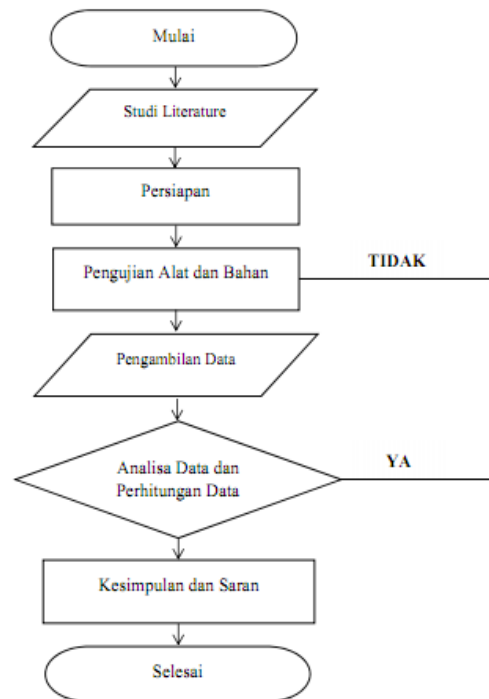 Mulai
Studi Literature
Persiapan
Pengujian Alat dan Bahan
TIDAK
Pengambilan Data
Analisa Data dan
Perhitungan Data
YA
Kesimpulan dan Saran
Selesai